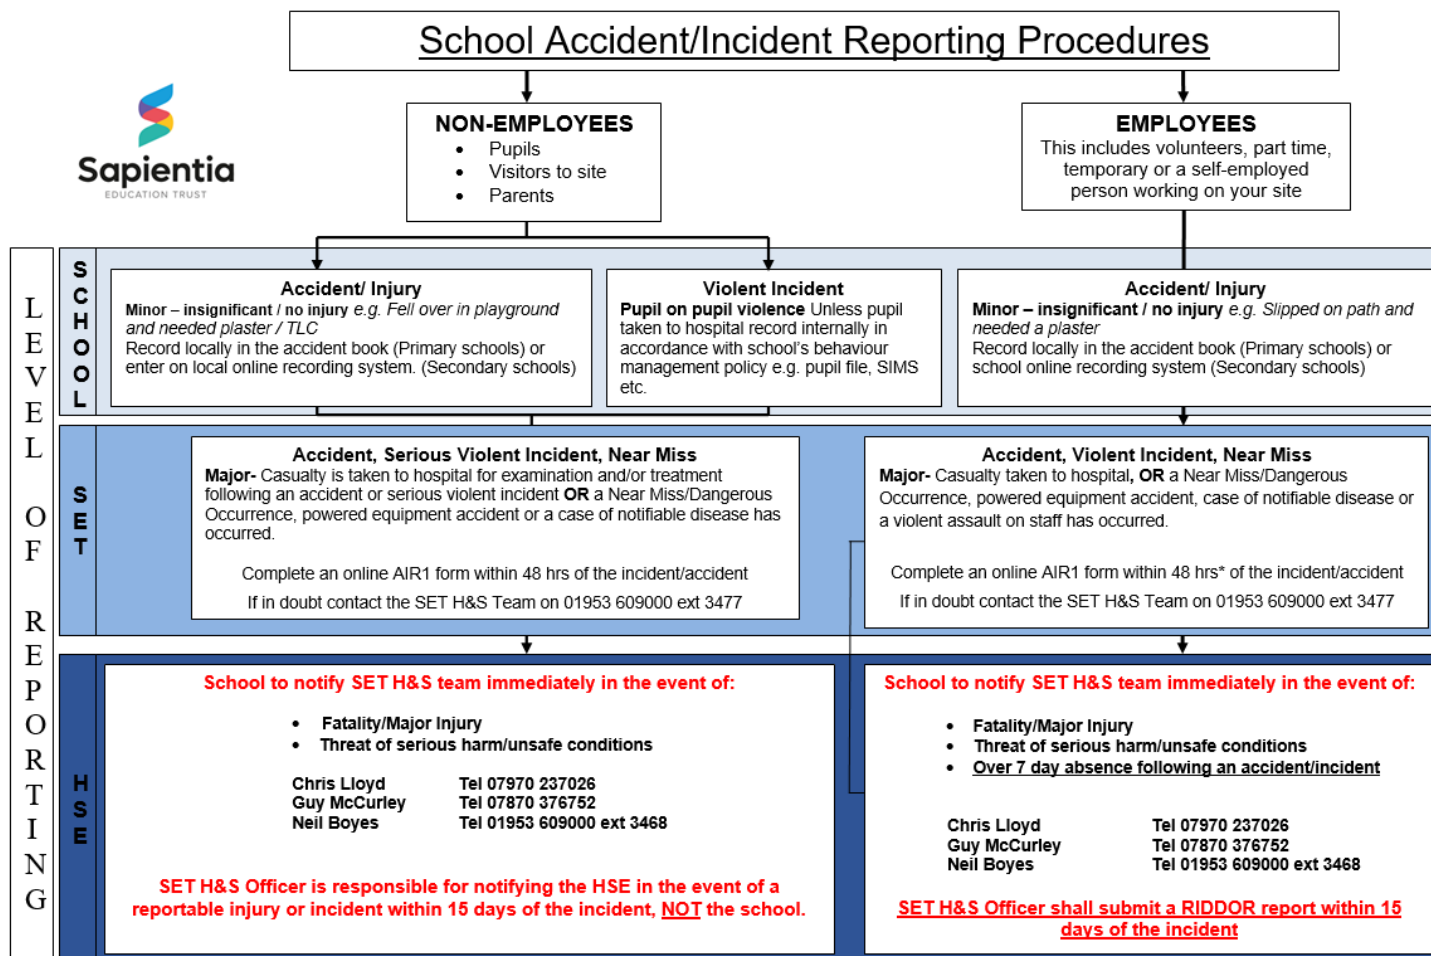 School Accident/Incident Reporting Procedures
Sapientia
EDUCATION TRUST
NON-EMPLOYEES
• Pupils
• Visitors to site
• Parents
EMPLOYEES
This includes volunteers, part time,
temporary or a self-employed
person working on your site
LEVEL OF REPORTING
SCHOOL
Accident/ Injury
Minor – insignificant / no injury e.g. Fell over in playground
and needed plaster / TLC
Record locally in the accident book (Primary schools) or
enter on local online recording system. (Secondary schools)
Violent Incident
Pupil on pupil violence Unless pupil
taken to hospital record internally in
accordance with school's behaviour
management policy e.g. pupil file, SIMS
etc.
Accident/ Injury
Minor – insignificant / no injury e.g. Slipped on path and
needed a plaster
Record locally in the accident book (Primary schools) or
school online recording system (Secondary schools)
SET
Accident, Serious Violent Incident, Near Miss
Major- Casualty is taken to hospital for examination and/or treatment
following an accident or serious violent incident OR a Near Miss/Dangerous
Occurrence, powered equipment accident or a case of notifiable disease has
occurred.
Complete an online AIR1 form within 48 hrs of the incident/accident
If in doubt contact the SET H&S Team on 01953 609000 ext 3477
Accident, Violent Incident, Near Miss
Major- Casualty taken to hospital, OR a Near Miss/Dangerous
Occurrence, powered equipment accident, case of notifiable disease or
a violent assault on staff has occurred.
Complete an online AIR1 form within 48 hrs* of the incident/accident
If in doubt contact the SET H&S Team on 01953 609000 ext 3477
HSE
School to notify SET H&S team immediately in the event of:
• Fatality/Major Injury
• Threat of serious harm/unsafe conditions
Chris Lloyd Tel 07970 237026
Guy McCurley Tel 07870 376752
Neil Boyes Tel 01953 609000 ext 3468
SET H&S Officer is responsible for notifying the HSE in the event of a
reportable injury or incident within 15 days of the incident, NOT the school.
School to notify SET H&S team immediately in the event of:
• Fatality/Major Injury
• Threat of serious harm/unsafe conditions
• Over 7 day absence following an accident/incident
Chris Lloyd Tel 07970 237026
Guy McCurley Tel 07870 376752
Neil Boyes Tel 01953 609000 ext 3468
SET H&S Officer shall submit a RIDDOR report within 15
days of the incident